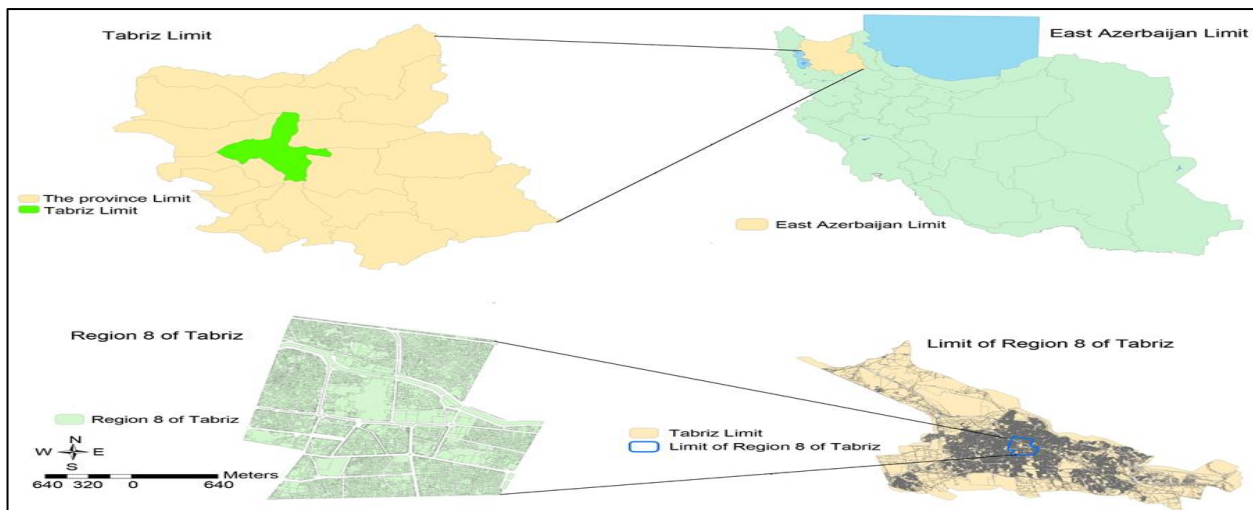 Tabriz Limit
East Azerbaijan Limit
The province Limit
Tabriz Limit
East Azerbaijan Limit
Region 8 of Tabriz
Limit of Region 8 of Tabriz
Region 8 of Tabriz
Tabriz Limit
Limit of Region 8 of Tabriz
N
W E
S
Meters
640 320 0 640